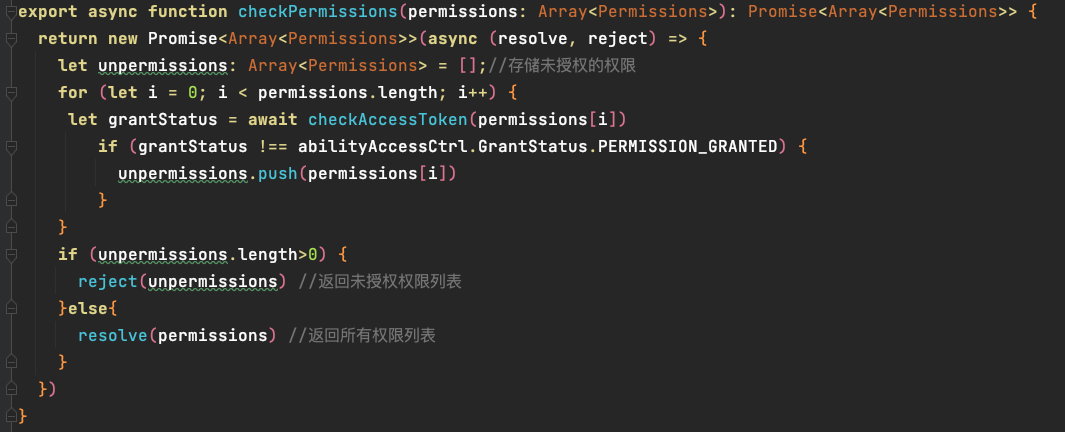 export async function checkPermissions(permissions: Array<Permissions>): Promise<Array<Permissions>> {
  return new Promise<Array<Permissions>>(async (resolve, reject) => {
    let unpermissions: Array<Permissions> = [];//存储未授权的权限
    for (let i = 0; i < permissions.length; i++) {
     let grantStatus = await checkAccessToken(permissions[i])
        if (grantStatus !== abilityAccessCtrl.GrantStatus.PERMISSION_GRANTED) {
          unpermissions.push(permissions[i])
        }
    }
    if (unpermissions.length>0) {
      reject(unpermissions) //返回未授权权限列表
    }else{
      resolve(permissions) //返回所有权限列表
    }
  })
}